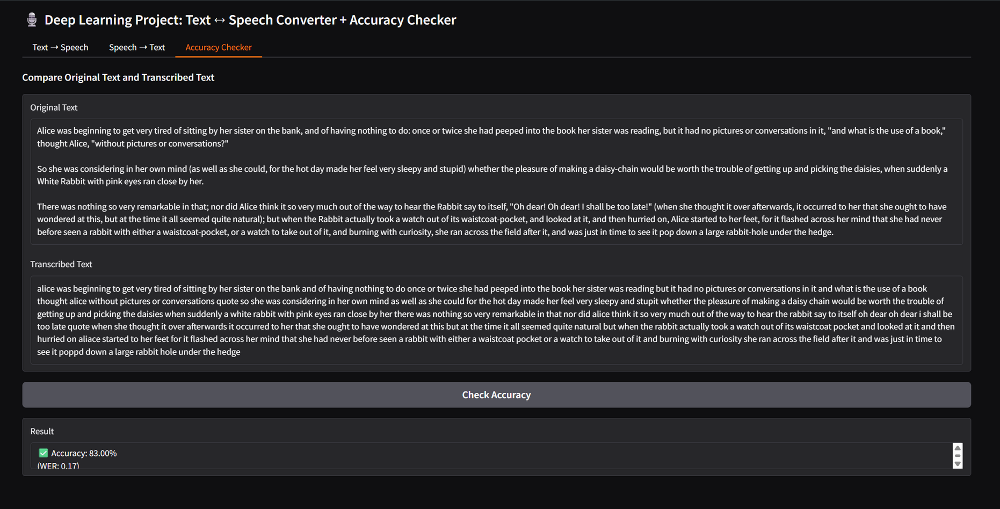 Deep Learning Project: Text ↔ Speech Converter + Accuracy Checker
Text → Speech
Speech → Text
Accuracy Checker
Compare Original Text and Transcribed Text
Original Text
Alice was beginning to get very tired of sitting by her sister on the bank, and of having nothing to do: once or twice she had peeped into the book her sister was reading, but it had no pictures or conversations in it, "and what is the use of a book,"
thought Alice, "without pictures or conversations?"
So she was considering in her own mind (as well as she could, for the hot day made her feel very sleepy and stupid) whether the pleasure of making a daisy-chain would be worth the trouble of getting up and picking the daisies, when suddenly a
White Rabbit with pink eyes ran close by her.
There was nothing so very remarkable in that; nor did Alice think it so very much out of the way to hear the Rabbit say to itself, "Oh dear! Oh dear! I shall be too late!" (when she thought it over afterwards, it occurred to her that she ought to have
wondered at this, but at the time it all seemed quite natural); but when the Rabbit actually took a watch out of its waistcoat-pocket, and looked at it, and then hurried on, Alice started to her feet, for it flashed across her mind that she had never
before seen a rabbit with either a waistcoat-pocket, or a watch to take out of it, and burning with curiosity, she ran across the field after it, and was just in time to see it pop down a large rabbit-hole under the hedge.
Transcribed Text
alice was beginning to get very tired of sitting by her sister on the bank and of having nothing to do once or twice she had peeped into the book her sister was reading but it had no pictures or conversations in it and what is the use of a book
thought alice without pictures or conversations quote so she was considering in her own mind as well as she could for the hot day made her feel very sleepy and stupit whether the pleasure of making a daisy chain would be worth the trouble of
getting up and picking the daisies when suddenly a white rabbit with pink eyes ran close by her there was nothing so very remarkable in that nor did alice think it so very much out of the way to hear the rabbit say to itself oh dear oh dear i shall be
too late quote when she thought it over afterwards it occurred to her that she ought to have wondered at this but at the time it all seemed quite natural but when the rabbit actually took a watch out of its waistcoat pocket and looked at it and then
hurried on aliace started to her feet for it flashed across her mind that she had never before seen a rabbit with either a waistcoat pocket or a watch to take out of it and burning with curiosity she ran across the field after it and was just in time to
see it poppd down a large rabbit hole under the hedge
Check Accuracy
Result
✅ Accuracy: 83.00%
(WER: 0.17)